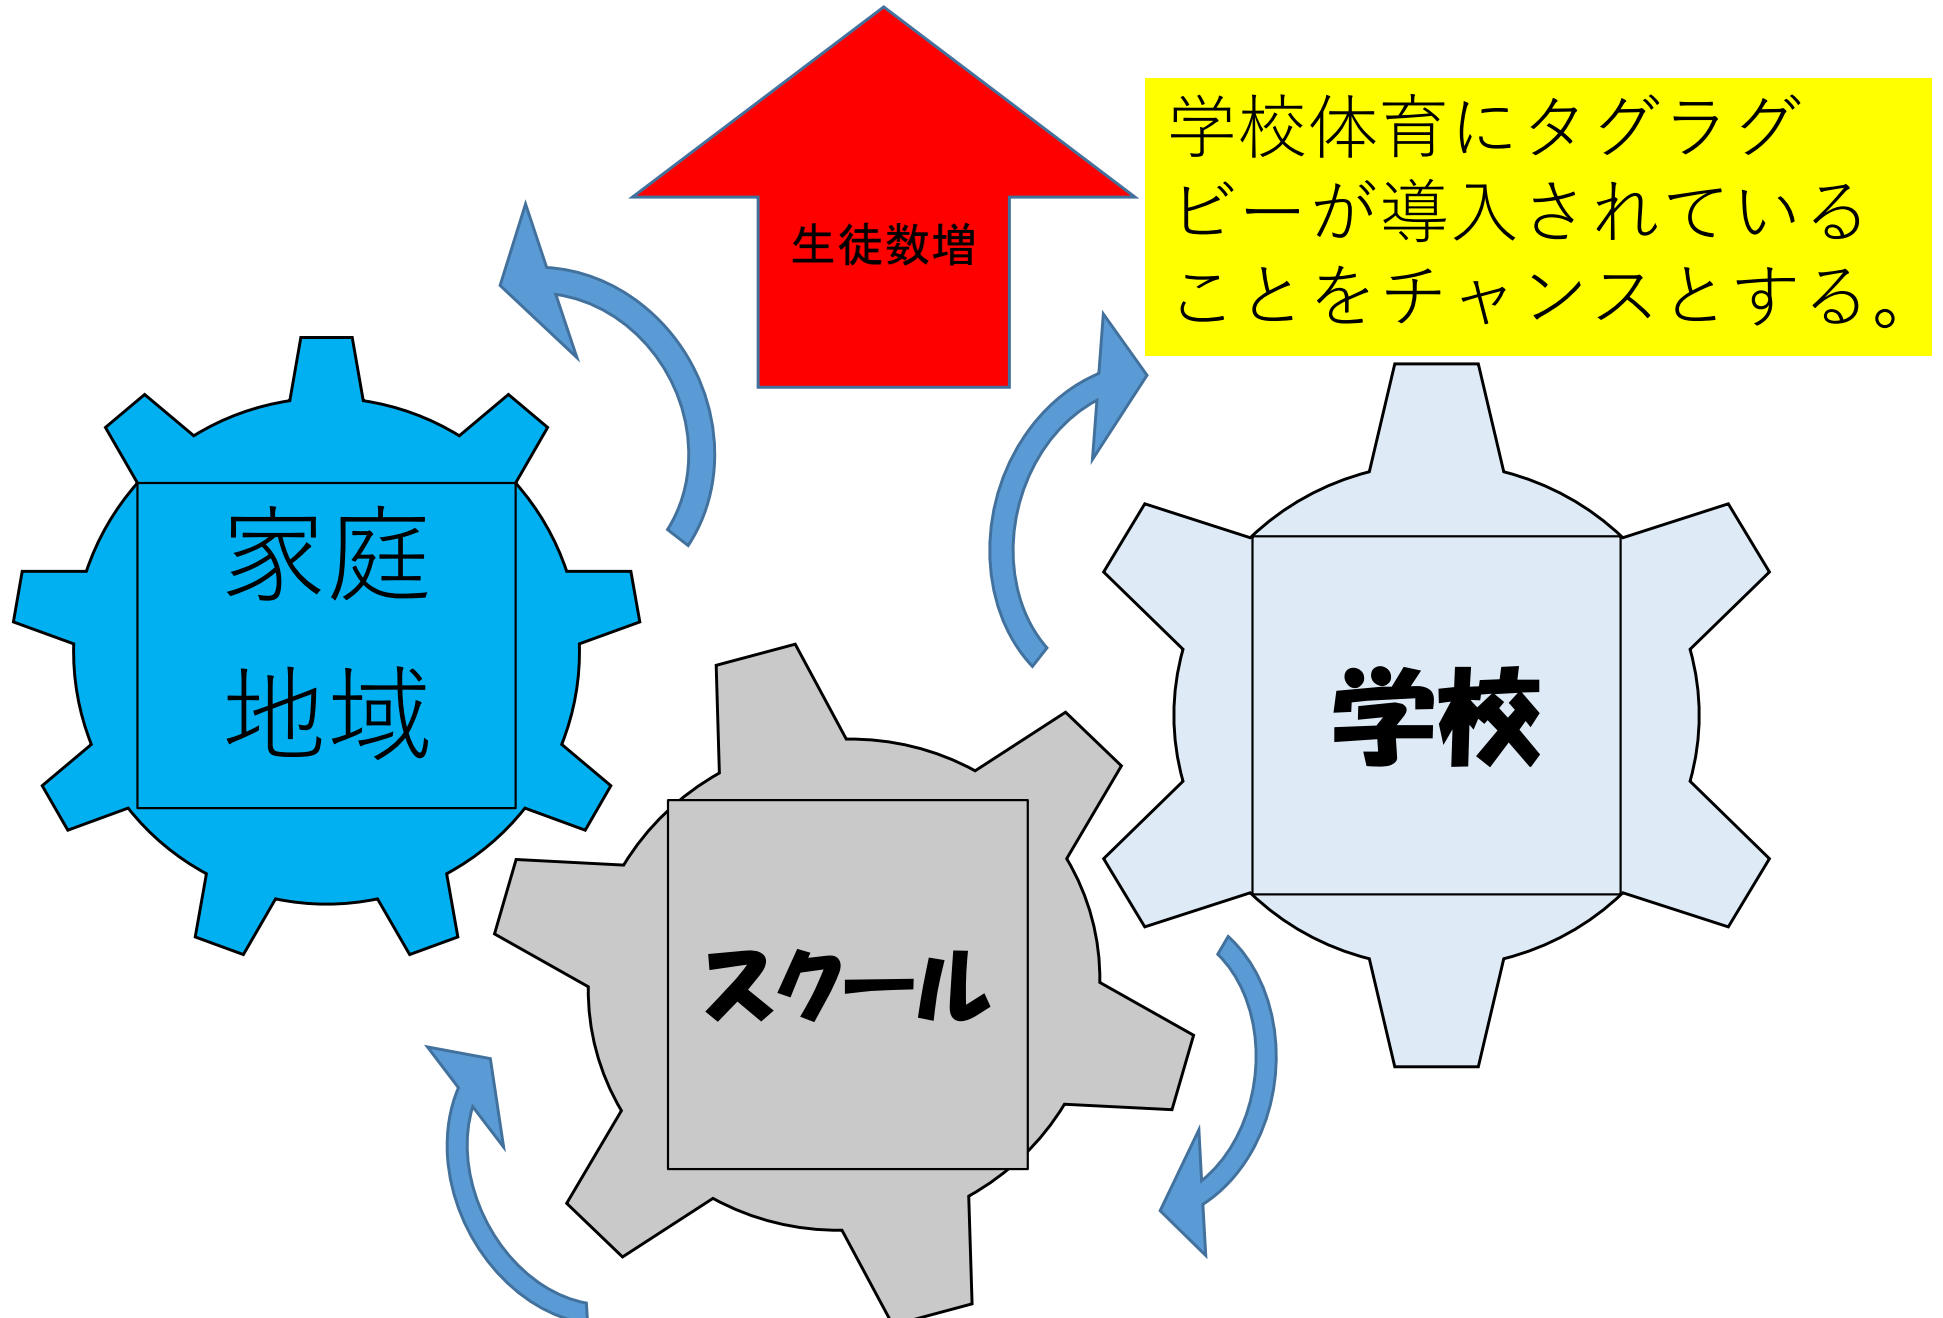 生徒数増
学校体育にタグラグ
ビーが導入されている
ことをチャンスとする。
家庭
地域
学校
スクール